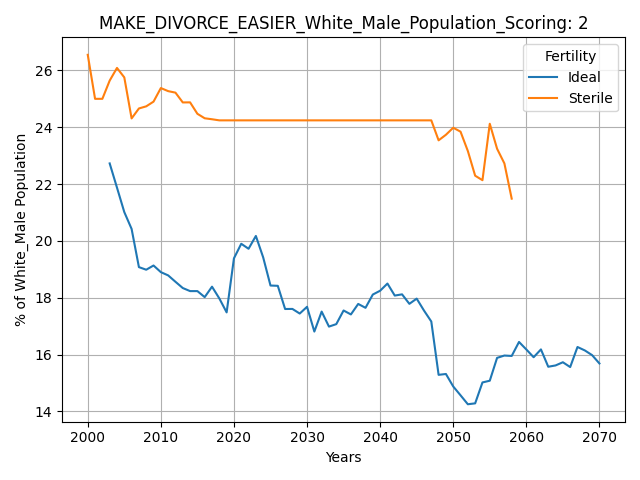 MAKE_DIVORCE_EASIER_White_Male_Population_Scoring: 2
Fertility
Ideal
Sterile
% of White_Male Population
26
24
22
20
18
16
14
2000 2010 2020 2030 2040 2050 2060 2070
Years